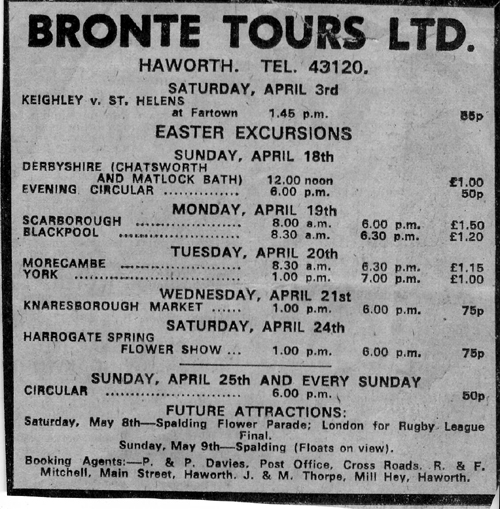 BRONTE TOURS LTD.
HAWORTH. TEL. 43120.
SATURDAY, APRIL 3rd
KEIGHLEY v. ST. HELENS
at Fartown 1.45 p.m. 55p
EASTER EXCURSIONS
SUNDAY, APRIL 18th
DERBYSHIRE (CHATSWORTH
AND MATLOCK BATH) 12.00 noon £1.00
EVENING CIRCULAR .............. 6.00 p.m. 50p
MONDAY, APRIL 19th
SCARBOROUGH ...................... 8.00 a.m. 6.00 p.m. £1.50
BLACKPOOL ...................... 8.30 a.m. 6.30 p.m. £1.20
TUESDAY, APRIL 20th
MORECAMBE ...................... 8.30 a.m. 6.30 p.m. £1.15
YORK .............................. 1.00 p.m. 7.00 p.m. £1.00
WEDNESDAY, APRIL 21st
KNARESBOROUGH MARKET ...... 1.00 p.m. 6.00 p.m. 75p
SATURDAY, APRIL 24th
HARROGATE SPRING
FLOWER SHOW ... 1.00 p.m. 6.00 p.m. 75p
SUNDAY, APRIL 25th AND EVERY SUNDAY
CIRCULAR ........................ 6.00 p.m. 50p
FUTURE ATTRACTIONS:
Saturday, May 8th—Spalding Flower Parade; London for Rugby League
Final.
Sunday, May 9th—Spalding (Floats on view).
Booking Agents:—P. & P. Davies, Post Office, Cross Roads. R. & F.
Mitchell, Main Street, Haworth. J. & M. Thorpe, Mill Hey, Haworth.